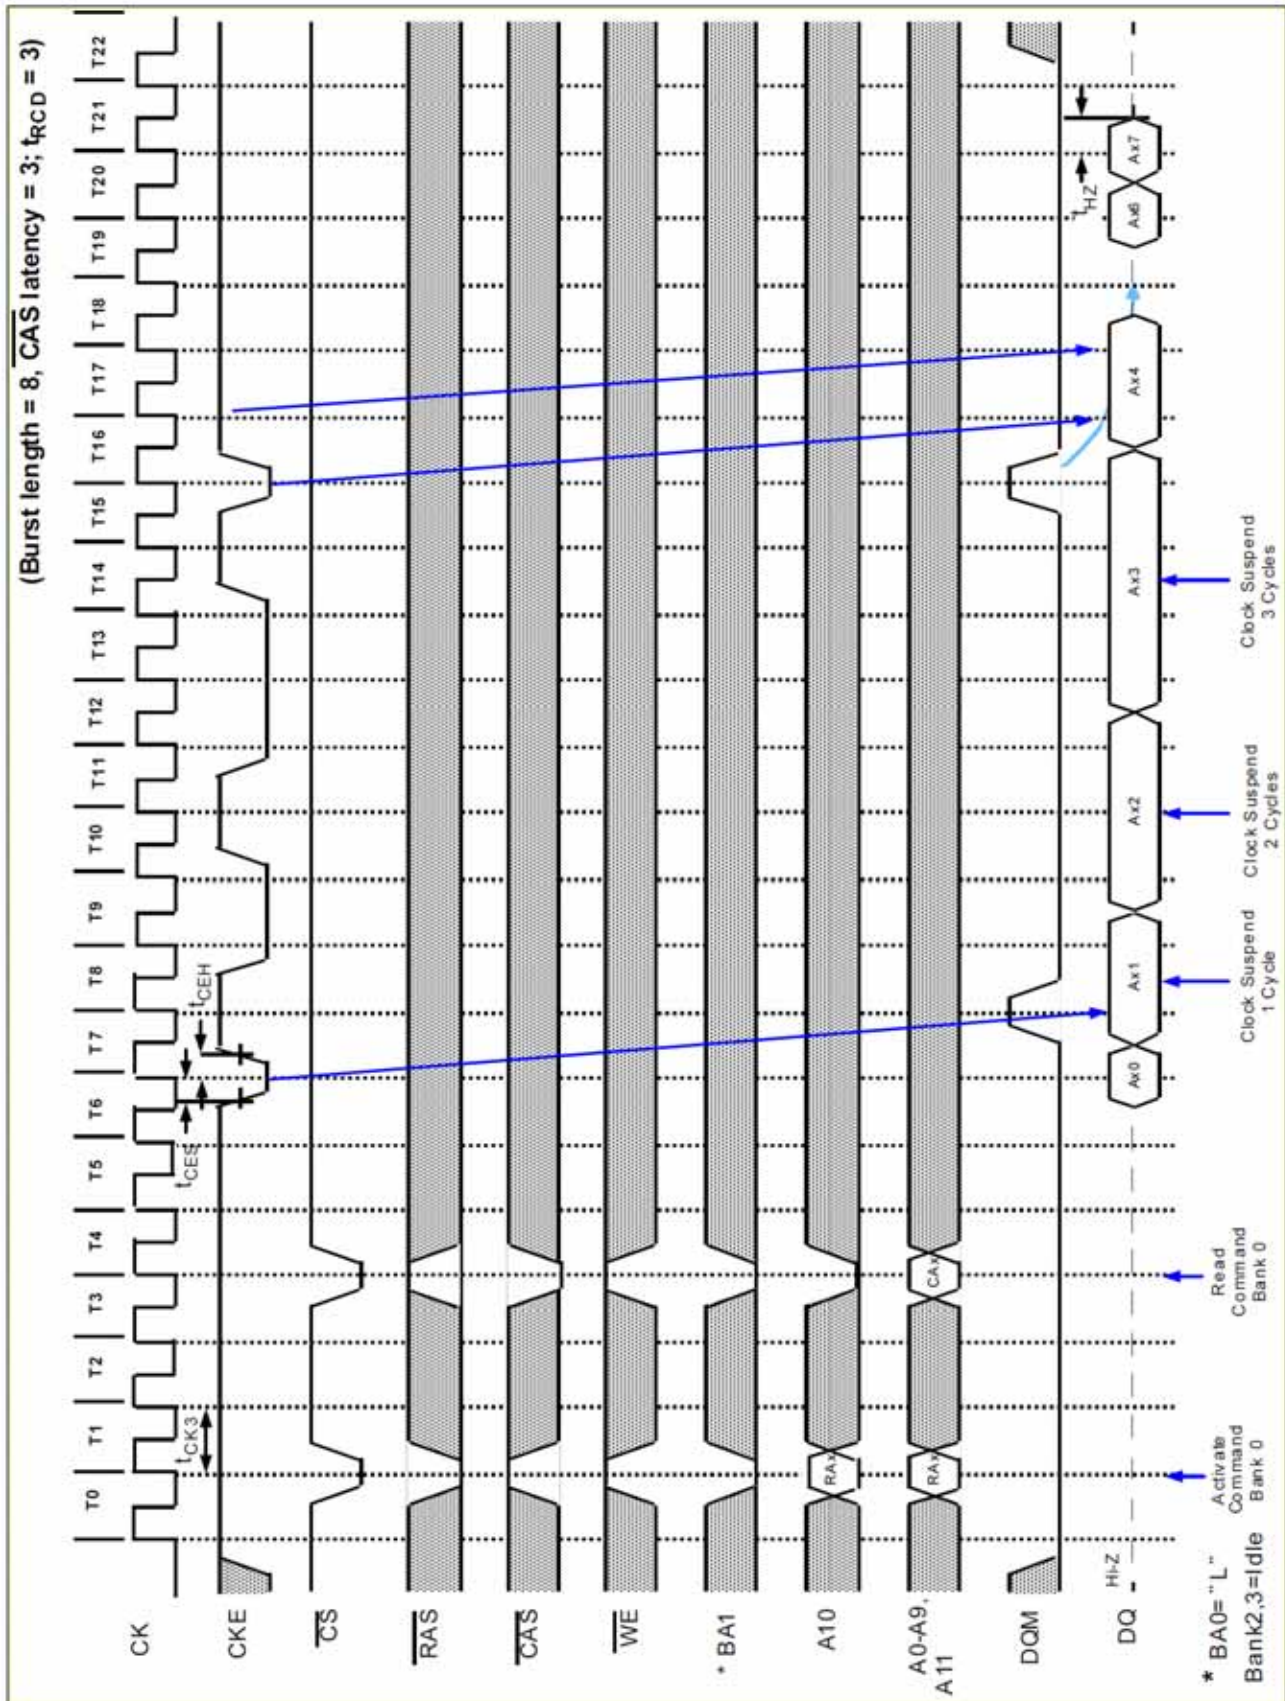 (Burst length = 8, CAS latency = 3; tRCD = 3)
T0 T1 T2 T3 T4 T5 T6 T7 T8 T9 T10 T11 T12 T13 T14 T15 T16 T17 T18 T19 T20 T21 T22
CK
tCK3
tCES
tCEH
CKE
CS
RAS
CAS
WE
* BA1
A10
RAx
A0-A9,
A11
RAx CAx
DQM
tHZ
DQ
Hi-Z
Ax0 Ax1 Ax2 Ax3 Ax4 Ax6 Ax7
Activate
Command
Bank 0
Read
Command
Bank 0
Clock Suspend
1 Cycle
Clock Suspend
2 Cycles
Clock Suspend
3 Cycles
* BA0="L"
Bank2,3=Idle